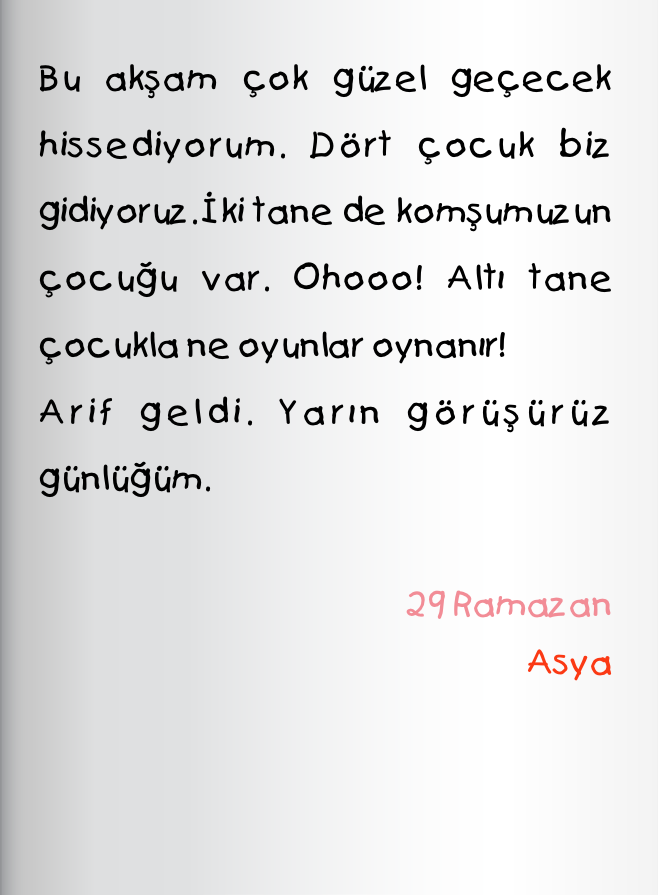 Bu akşam çok güzel geçecek
hissediyorum. Dört çocuk biz
gidiyoruz.İki tane de komşumuzun
çocuğu var. Ohooo! Altı tane
çocukla ne oyunlar oynanır!
Arif geldi. Yarın görüşürüz
günlüğüm.
29 Ramazan
Asya